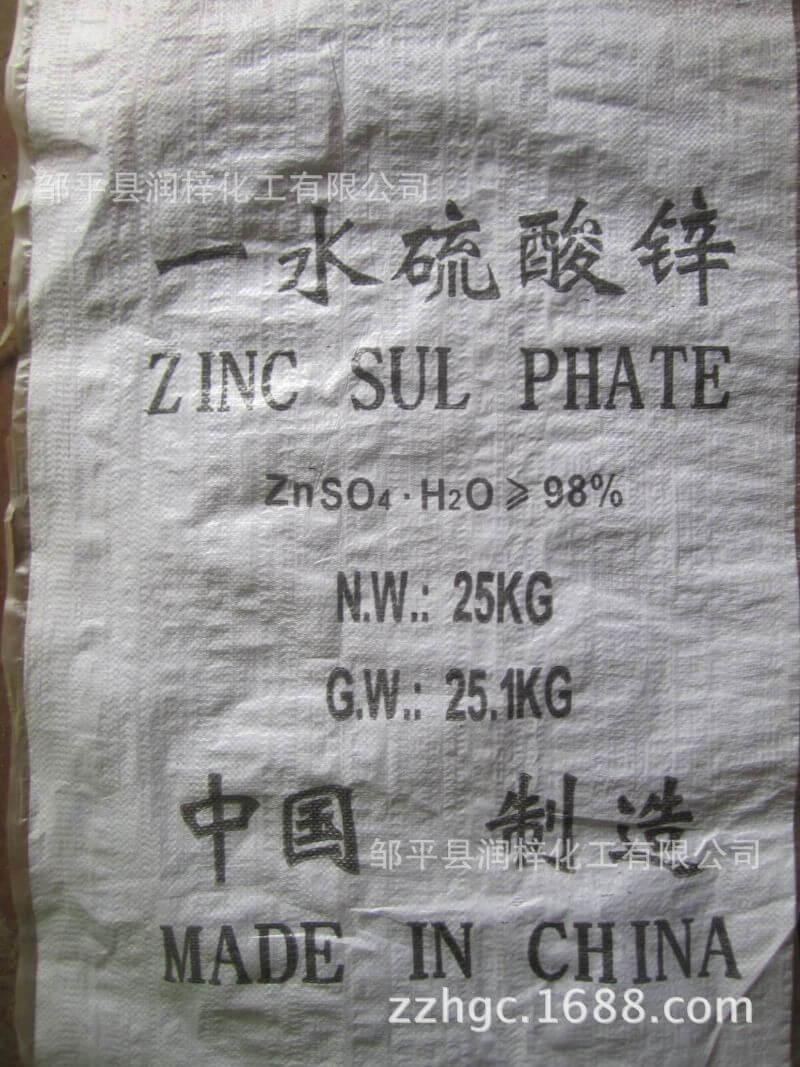 邹平县润梓化工有限公司
一水硫酸锌
ZINC SUL PHATE
ZnSO₄·H₂O⩾98%
N.W.: 25KG
G.W.: 25.1KG
中国 制造
邹平县润梓化工有限公司
MADE IN CHINA
zzhgc.1688.com